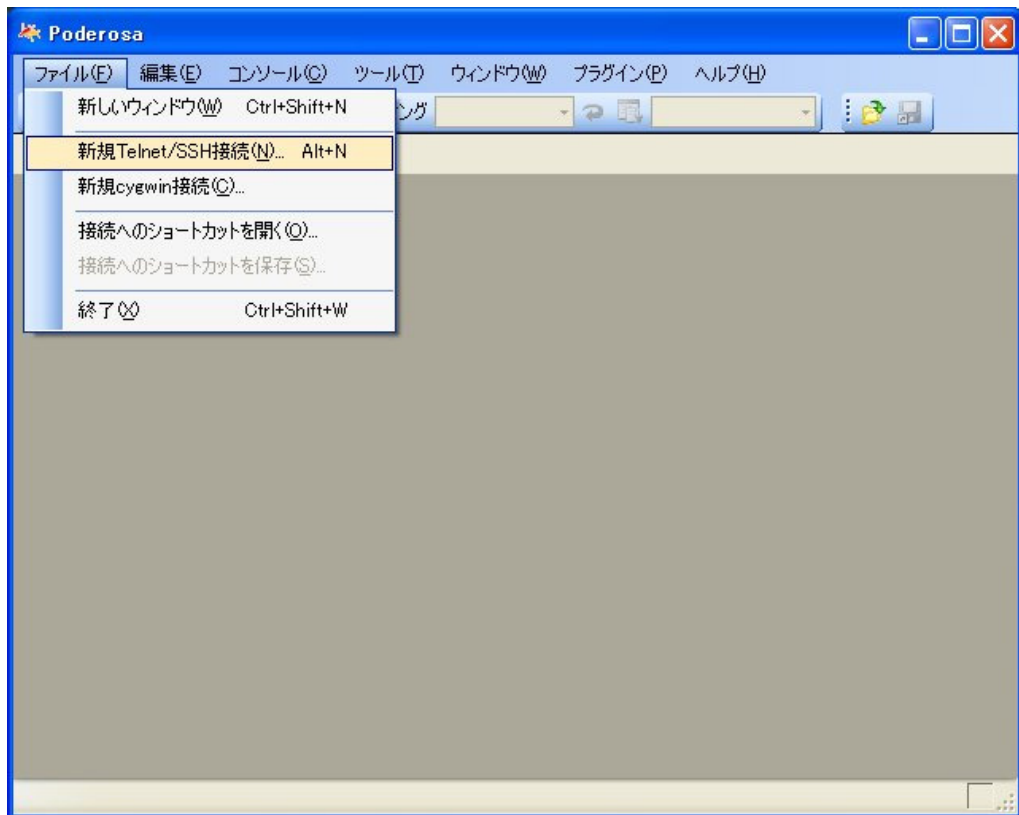 Poderosa
ファイル(F) 編集(E) コンソール(C) ツール(T) ウィンドウ(W) プラグイン(P) ヘルプ(H)
新しいウィンドウ(W) Ctrl+Shift+N
ング
新規Telnet/SSH接続(N)... Alt+N
新規cygwin接続(C)...
接続へのショートカットを開く(O)...
接続へのショートカットを保存(S)...
終了(X) Ctrl+Shift+W